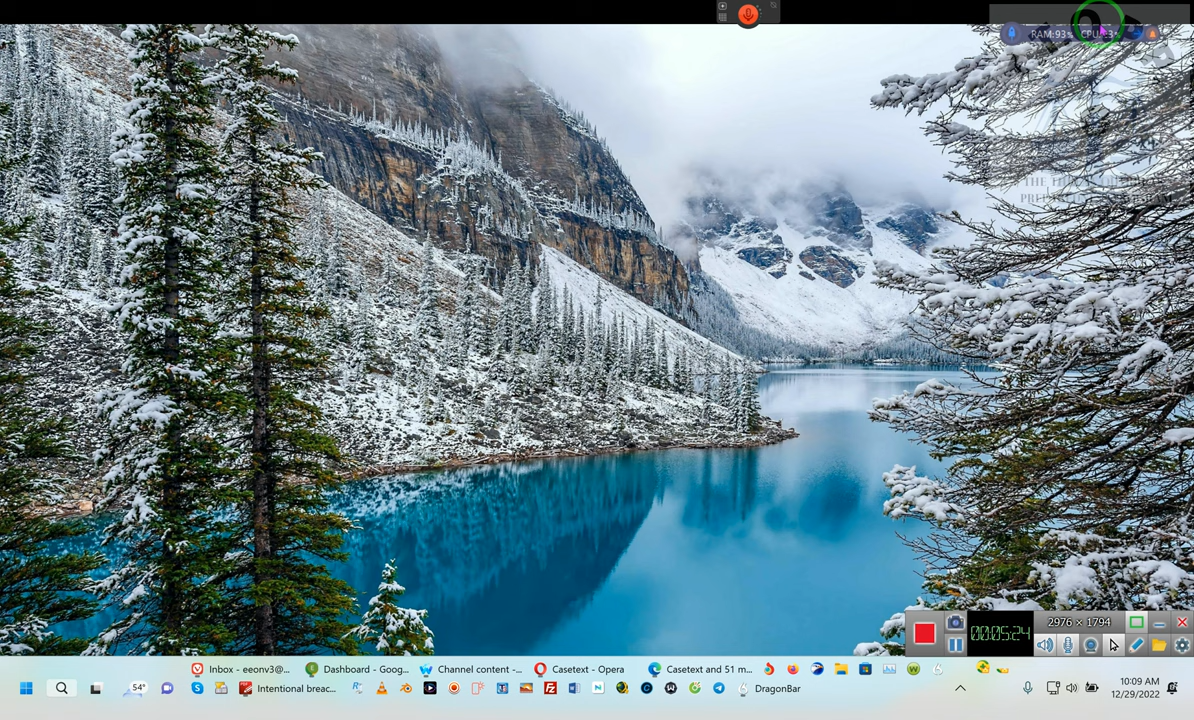 RAM:93%
00:05:24
2976 × 1794
Inbox - eeonv3@...
Dashboard - Goog...
Channel content -...
Casetext - Opera
Casetext and 51 m...
54°
Intentional breac...
DragonBar
10:09 AM
12/29/2022